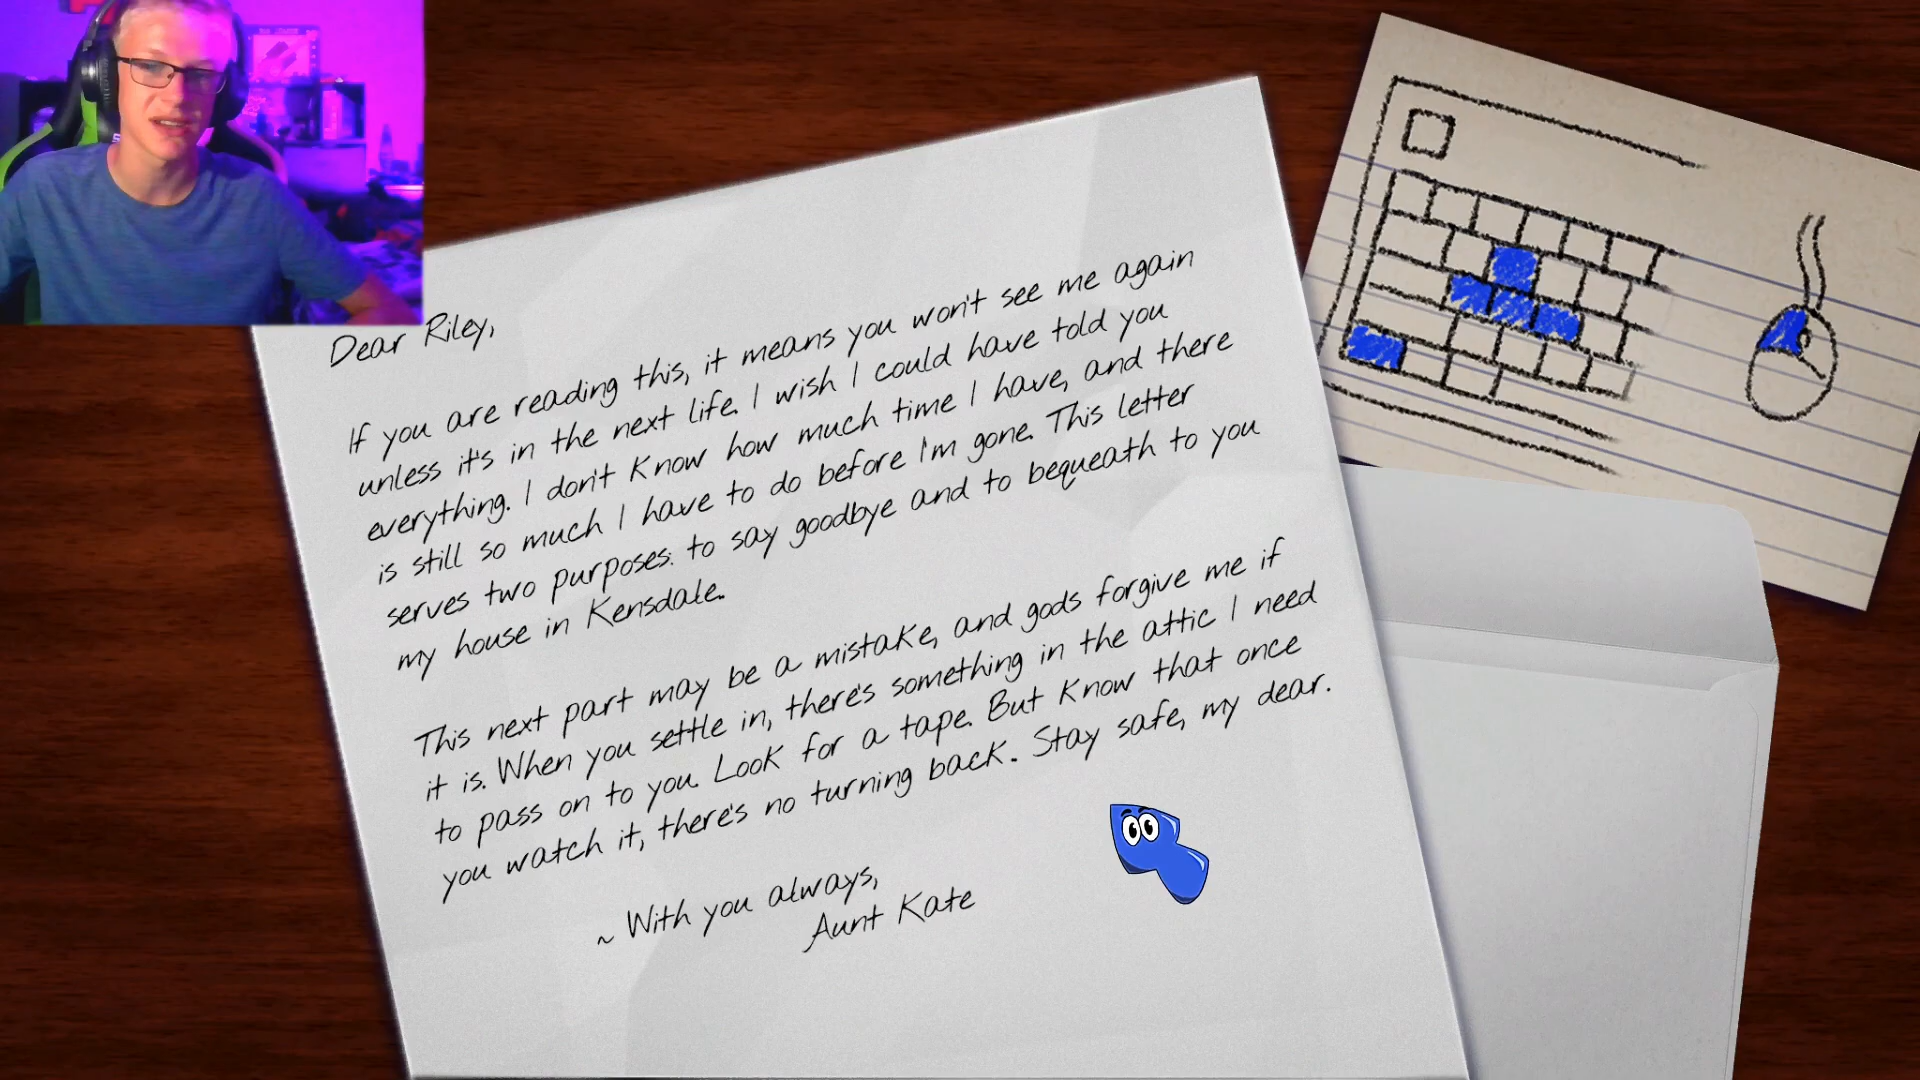 Dear Riley,
If you are reading this, it means you won't see me again
unless it's in the next life. I wish I could have told you
everything. I don't know how much time I have, and there
is still so much I have to do before I'm gone. This letter
serves two purposes: to say goodbye and to bequeath to you
my house in Kensdale.
This next part may be a mistake, and gods forgive me if
it is. When you settle in, there's something in the attic I need
to pass on to you. Look for a tape. But know that once
you watch it, there's no turning back. Stay safe, my dear.
~ With you always,
Aunt Kate